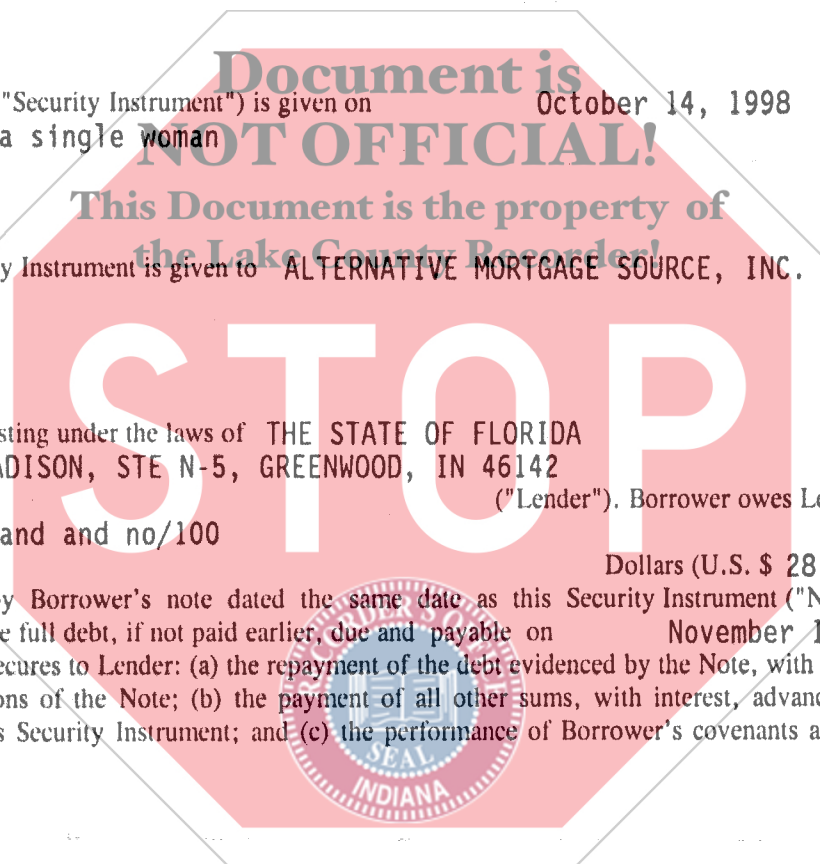 Document is
"Security Instrument") is given on October 14, 1998
a single woman
NOT OFFICIAL!
This Document is the property of
the Lake County Recorder!
y Instrument is given to ALTERNATIVE MORTGAGE SOURCE, INC.
STOP
sting under the laws of THE STATE OF FLORIDA
ADISON, STE N-5, GREENWOOD, IN 46142
("Lender"). Borrower owes Le
and and no/100
Dollars (U.S. $ 28
y Borrower's note dated the same date as this Security Instrument ("N
e full debt, if not paid earlier, due and payable on November 1
ecures to Lender: (a) the repayment of the debt evidenced by the Note, with
ons of the Note; (b) the payment of all other sums, with interest, advanc
s Security Instrument; and (c) the performance of Borrower's covenants a
RECORDER'S OFFICE
SEAL
INDIANA